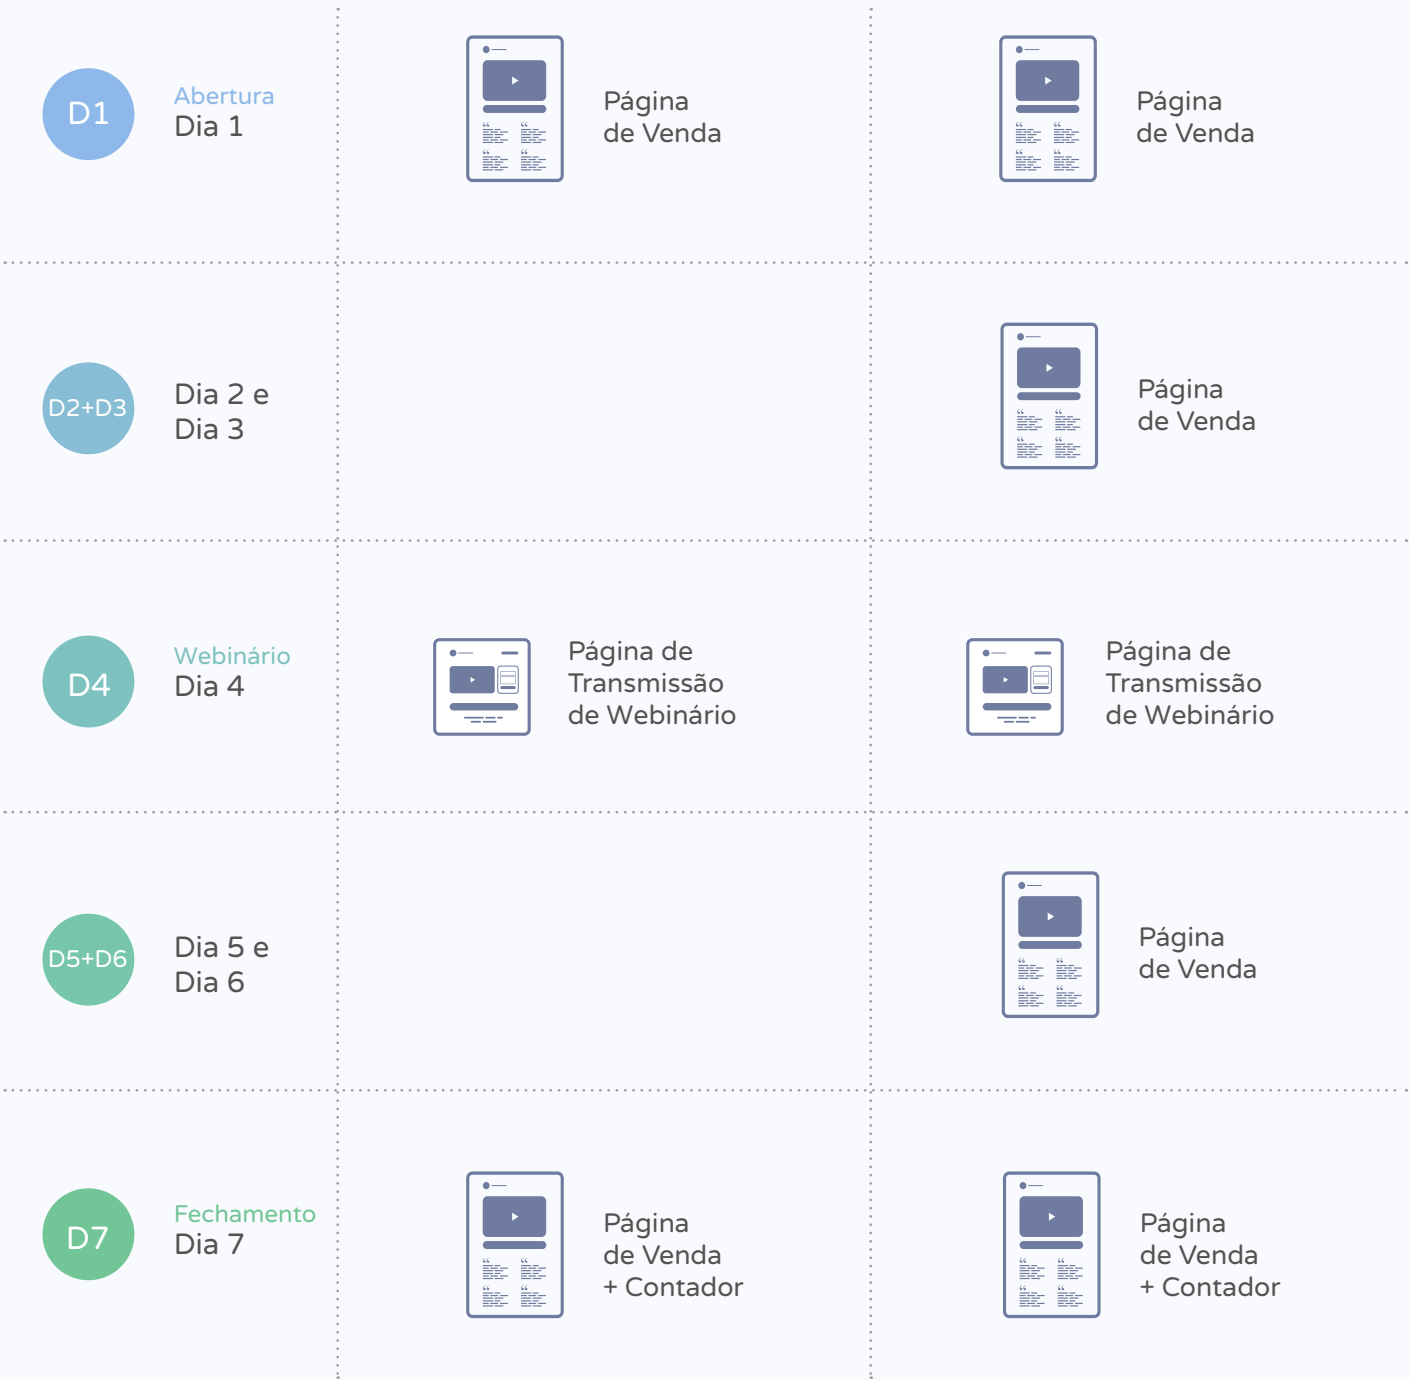 D1
Abertura
Dia 1
Página
de Venda
Página
de Venda
D2+D3
Dia 2 e
Dia 3
Página
de Venda
D4
Webinário
Dia 4
Página de
Transmissão
de Webinário
Página de
Transmissão
de Webinário
D5+D6
Dia 5 e
Dia 6
Página
de Venda
D7
Fechamento
Dia 7
Página
de Venda
+ Contador
Página
de Venda
+ Contador